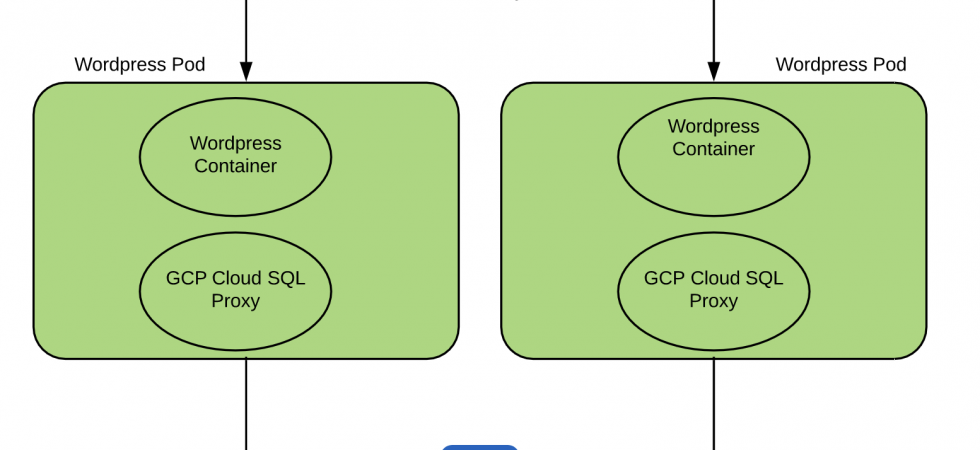 Wordpress Pod
Wordpress Pod
Wordpress
Container
GCP Cloud SQL
Proxy
Wordpress
Container
GCP Cloud SQL
Proxy